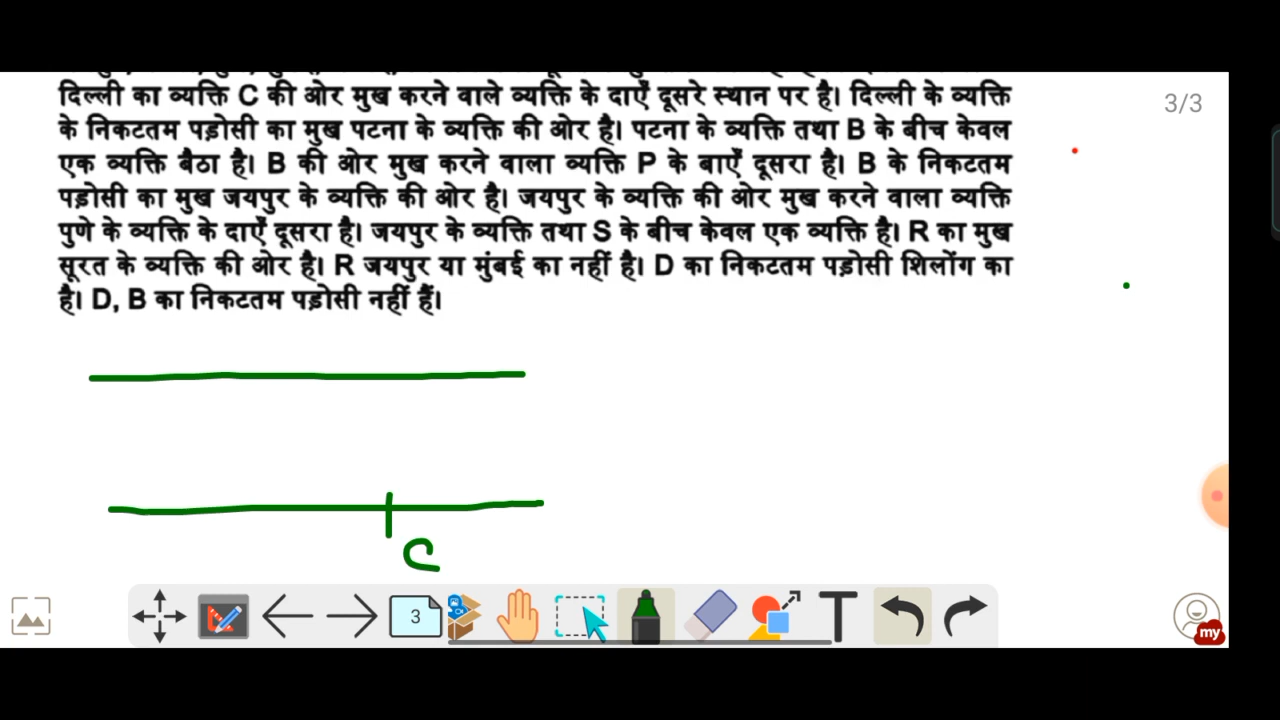 दिल्ली का व्यक्ति C की ओर मुख करने वाले व्यक्ति के दाएँ दूसरे स्थान पर है। दिल्ली के व्यक्ति
3/3
के निकटतम पड़ोसी का मुख पटना के व्यक्ति की ओर है। पटना के व्यक्ति तथा B के बीच केवल
एक व्यक्ति बैठा है। B की ओर मुख करने वाला व्यक्ति P के बाएँ दूसरा है। B के निकटतम
पड़ोसी का मुख जयपुर के व्यक्ति की ओर है। जयपुर के व्यक्ति की ओर मुख करने वाला व्यक्ति
पुणे के व्यक्ति के दाएँ दूसरा है। जयपुर के व्यक्ति तथा S के बीच केवल एक व्यक्ति है। R का मुख
सूरत के व्यक्ति की ओर है। R जयपुर या मुंबई का नहीं है। D का निकटतम पड़ोसी शिलोंग का
है। D, B का निकटतम पड़ोसी नहीं हैं।
C
3
T
my